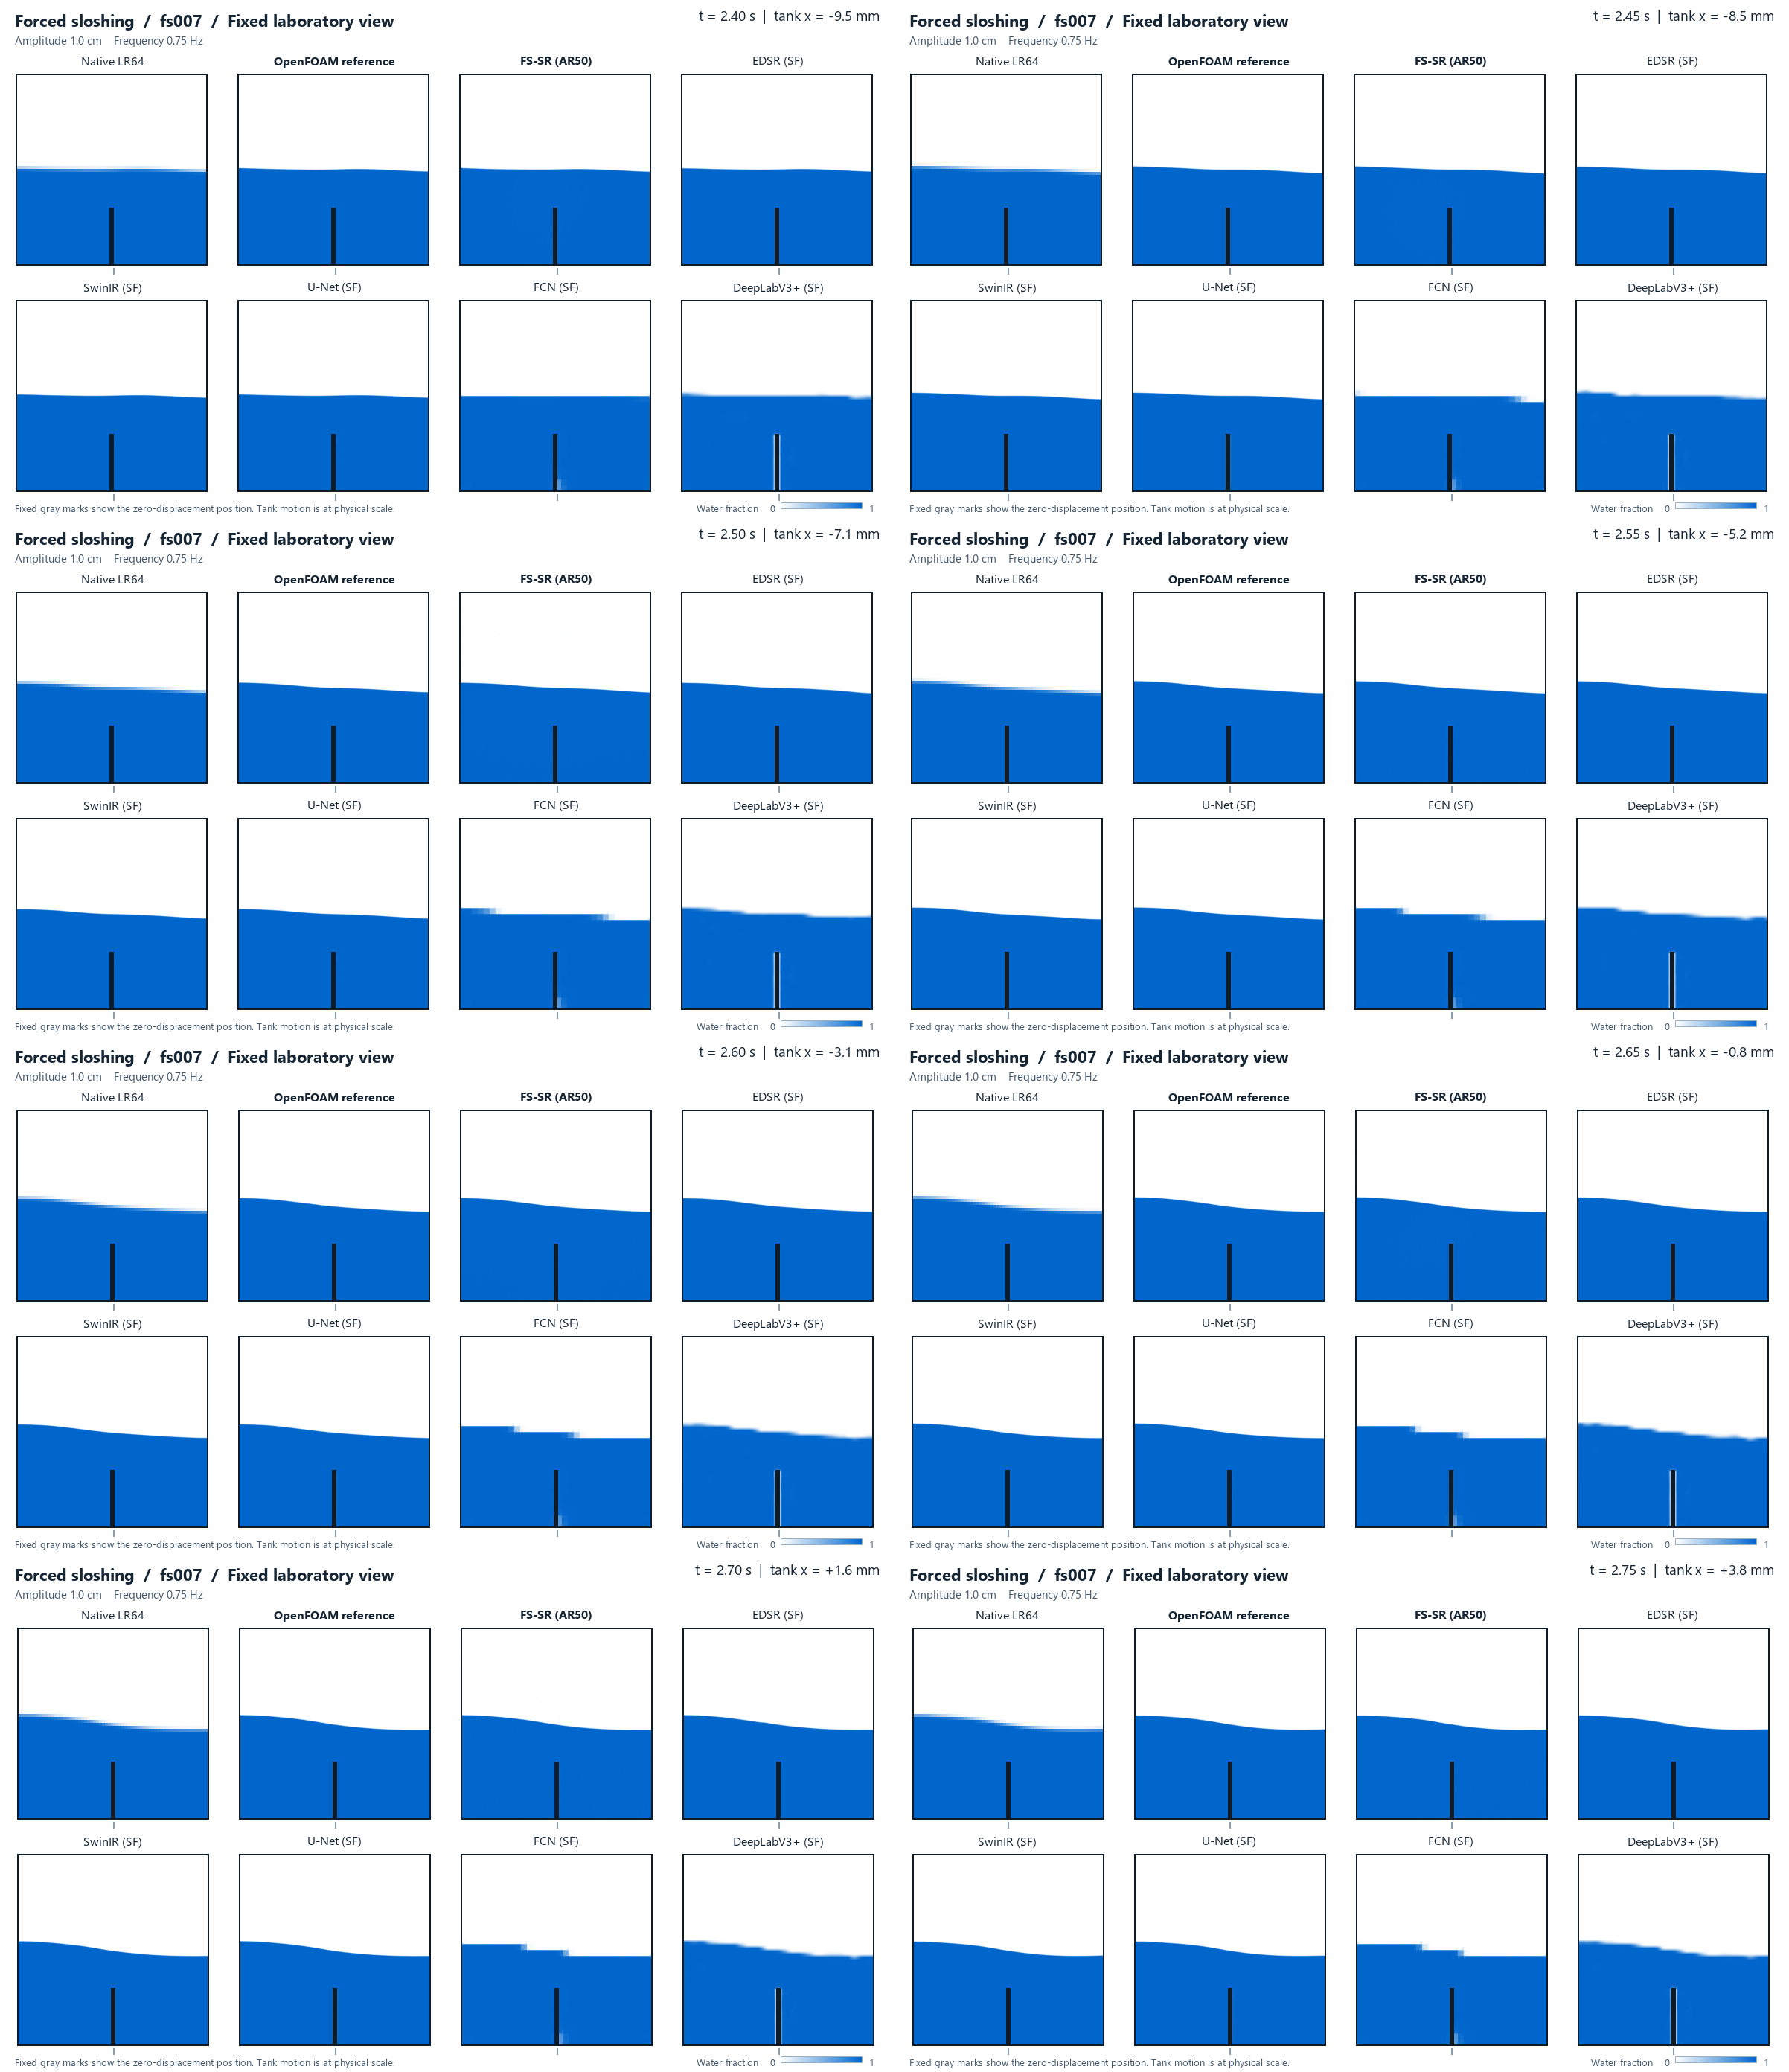 Forced sloshing / fs007 / Fixed laboratory view
t = 2.40 s | tank x = -9.5 mm
Amplitude 1.0 cm Frequency 0.75 Hz
Native LR64
OpenFOAM reference
FS-SR (AR50)
EDSR (SF)
SwinIR (SF)
U-Net (SF)
FCN (SF)
DeepLabV3+ (SF)
Fixed gray marks show the zero-displacement position. Tank motion is at physical scale.
Water fraction 0 1
Forced sloshing / fs007 / Fixed laboratory view
t = 2.45 s | tank x = -8.5 mm
Amplitude 1.0 cm Frequency 0.75 Hz
Native LR64
OpenFOAM reference
FS-SR (AR50)
EDSR (SF)
SwinIR (SF)
U-Net (SF)
FCN (SF)
DeepLabV3+ (SF)
Fixed gray marks show the zero-displacement position. Tank motion is at physical scale.
Water fraction 0 1
Forced sloshing / fs007 / Fixed laboratory view
t = 2.50 s | tank x = -7.1 mm
Amplitude 1.0 cm Frequency 0.75 Hz
Native LR64
OpenFOAM reference
FS-SR (AR50)
EDSR (SF)
SwinIR (SF)
U-Net (SF)
FCN (SF)
DeepLabV3+ (SF)
Fixed gray marks show the zero-displacement position. Tank motion is at physical scale.
Water fraction 0 1
Forced sloshing / fs007 / Fixed laboratory view
t = 2.55 s | tank x = -5.2 mm
Amplitude 1.0 cm Frequency 0.75 Hz
Native LR64
OpenFOAM reference
FS-SR (AR50)
EDSR (SF)
SwinIR (SF)
U-Net (SF)
FCN (SF)
DeepLabV3+ (SF)
Fixed gray marks show the zero-displacement position. Tank motion is at physical scale.
Water fraction 0 1
Forced sloshing / fs007 / Fixed laboratory view
t = 2.60 s | tank x = -3.1 mm
Amplitude 1.0 cm Frequency 0.75 Hz
Native LR64
OpenFOAM reference
FS-SR (AR50)
EDSR (SF)
SwinIR (SF)
U-Net (SF)
FCN (SF)
DeepLabV3+ (SF)
Fixed gray marks show the zero-displacement position. Tank motion is at physical scale.
Water fraction 0 1
Forced sloshing / fs007 / Fixed laboratory view
t = 2.65 s | tank x = -0.8 mm
Amplitude 1.0 cm Frequency 0.75 Hz
Native LR64
OpenFOAM reference
FS-SR (AR50)
EDSR (SF)
SwinIR (SF)
U-Net (SF)
FCN (SF)
DeepLabV3+ (SF)
Fixed gray marks show the zero-displacement position. Tank motion is at physical scale.
Water fraction 0 1
Forced sloshing / fs007 / Fixed laboratory view
t = 2.70 s | tank x = +1.6 mm
Amplitude 1.0 cm Frequency 0.75 Hz
Native LR64
OpenFOAM reference
FS-SR (AR50)
EDSR (SF)
SwinIR (SF)
U-Net (SF)
FCN (SF)
DeepLabV3+ (SF)
Fixed gray marks show the zero-displacement position. Tank motion is at physical scale.
Water fraction 0 1
Forced sloshing / fs007 / Fixed laboratory view
t = 2.75 s | tank x = +3.8 mm
Amplitude 1.0 cm Frequency 0.75 Hz
Native LR64
OpenFOAM reference
FS-SR (AR50)
EDSR (SF)
SwinIR (SF)
U-Net (SF)
FCN (SF)
DeepLabV3+ (SF)
Fixed gray marks show the zero-displacement position. Tank motion is at physical scale.
Water fraction 0 1